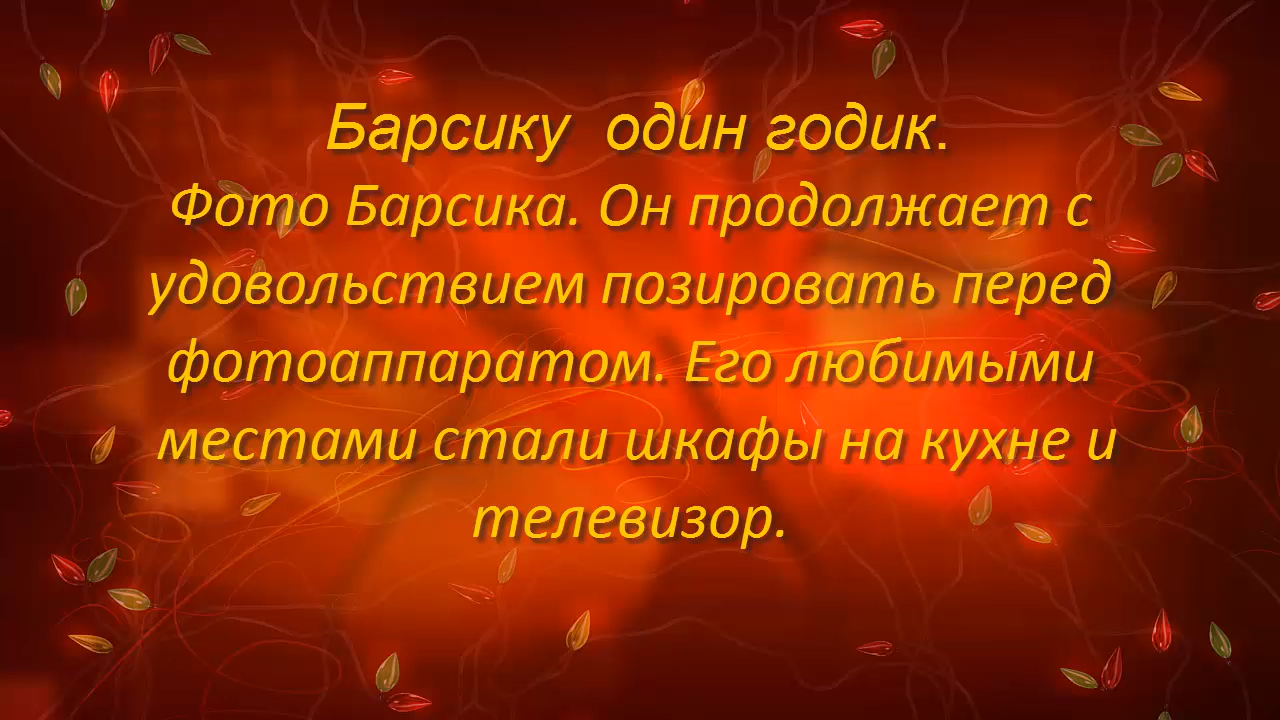 Барсику один годик.
Фото Барсика. Он продолжает с
удовольствием позировать перед
фотоаппаратом. Его любимыми
местами стали шкафы на кухне и
телевизор.